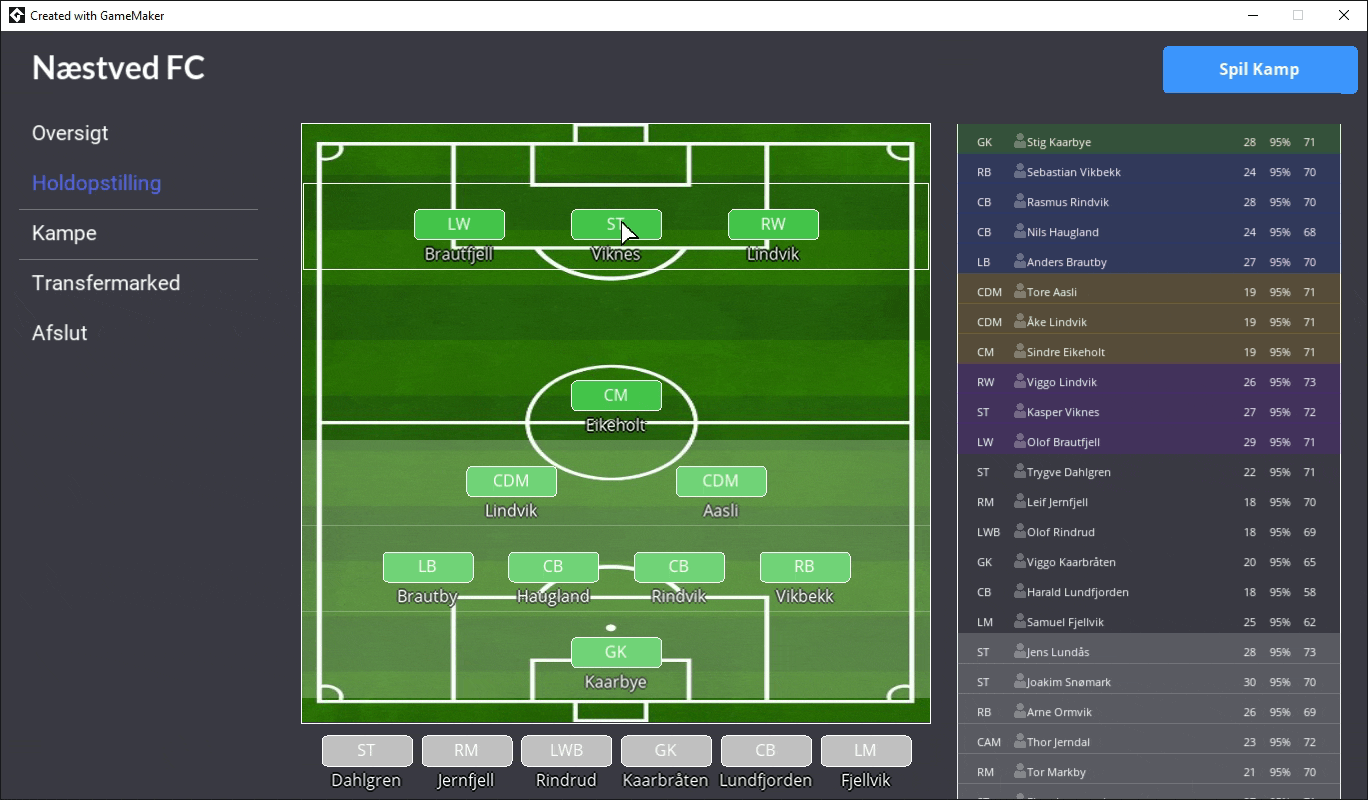 Created with GameMaker
Næstved FC
Spil Kamp
Oversigt
Holdopstilling
Kampe
Transfermarked
Afslut
LW ST RW
Brautfjell Viknes Lindvik
CM
Eikeholt
CDM CDM
Lindvik Aasli
LB CB CB RB
Brautby Haugland Rindvik Vikbekk
GK
Kaarbye
ST RM LWB GK CB LM
Dahlgren Jernfjell Rindrud Kaarbråten Lundfjorden Fjellvik
GK Stig Kaarbye 28 95% 71
RB Sebastian Vikbekk 24 95% 70
CB Rasmus Rindvik 28 95% 70
CB Nils Haugland 24 95% 68
LB Anders Brautby 27 95% 70
CDM Tore Aasli 19 95% 71
CDM Åke Lindvik 19 95% 71
CM Sindre Eikeholt 19 95% 71
RW Viggo Lindvik 26 95% 73
ST Kasper Viknes 27 95% 72
LW Olof Brautfjell 29 95% 71
ST Trygve Dahlgren 22 95% 71
RM Leif Jernfjell 18 95% 70
LWB Olof Rindrud 18 95% 69
GK Viggo Kaarbråten 20 95% 65
CB Harald Lundfjorden 18 95% 58
LM Samuel Fjellvik 25 95% 62
ST Jens Lundås 28 95% 73
ST Joakim Snømark 30 95% 70
RB Arne Ormvik 26 95% 69
CAM Thor Jerndal 23 95% 72
RM Tor Markby 21 95% 70